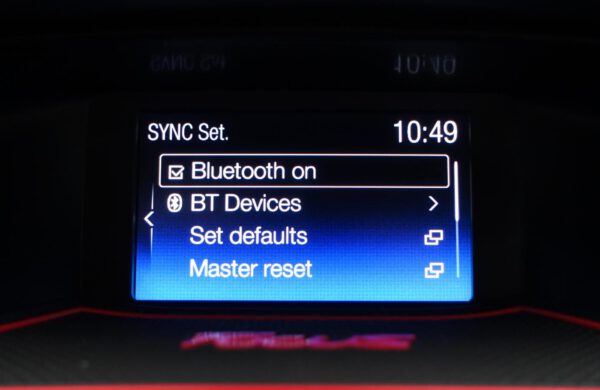 SYNC Set. 10:49
Bluetooth on
BT Devices
Set defaults
Master reset